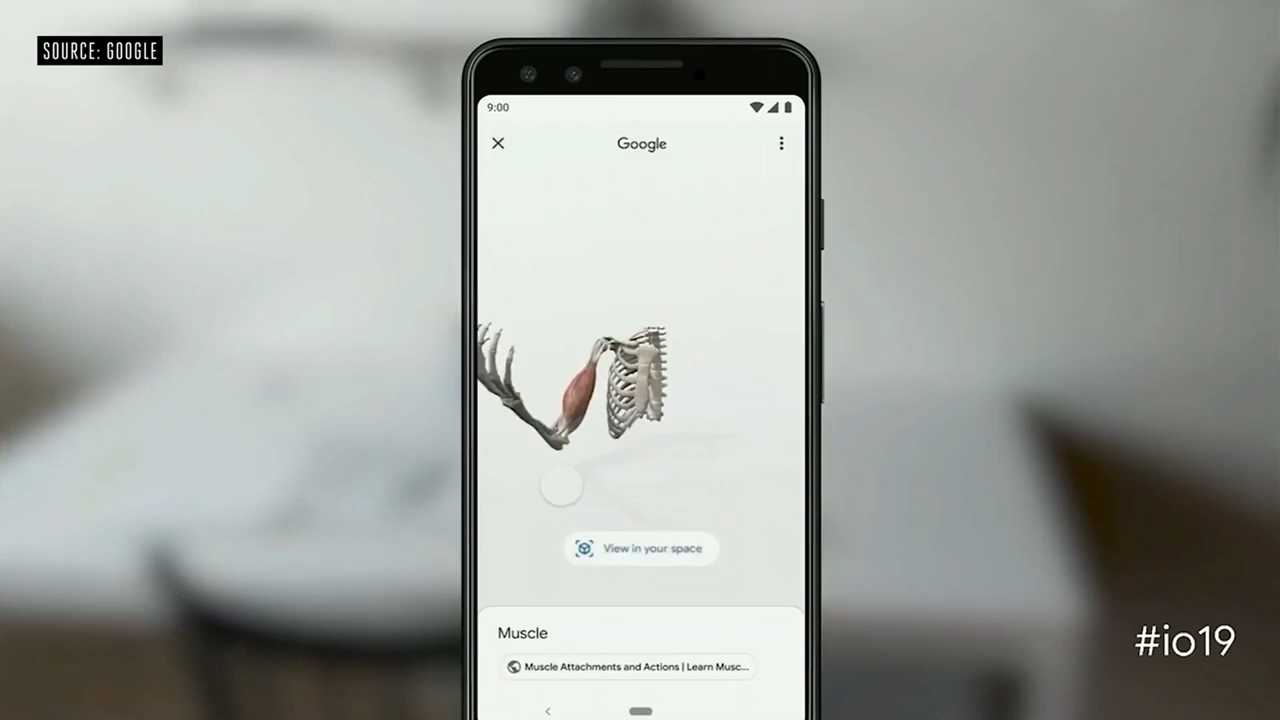 SOURCE: GOOGLE
9:00
Google
View in your space
Muscle
Muscle Attachments and Actions | Learn Musc...
#io19